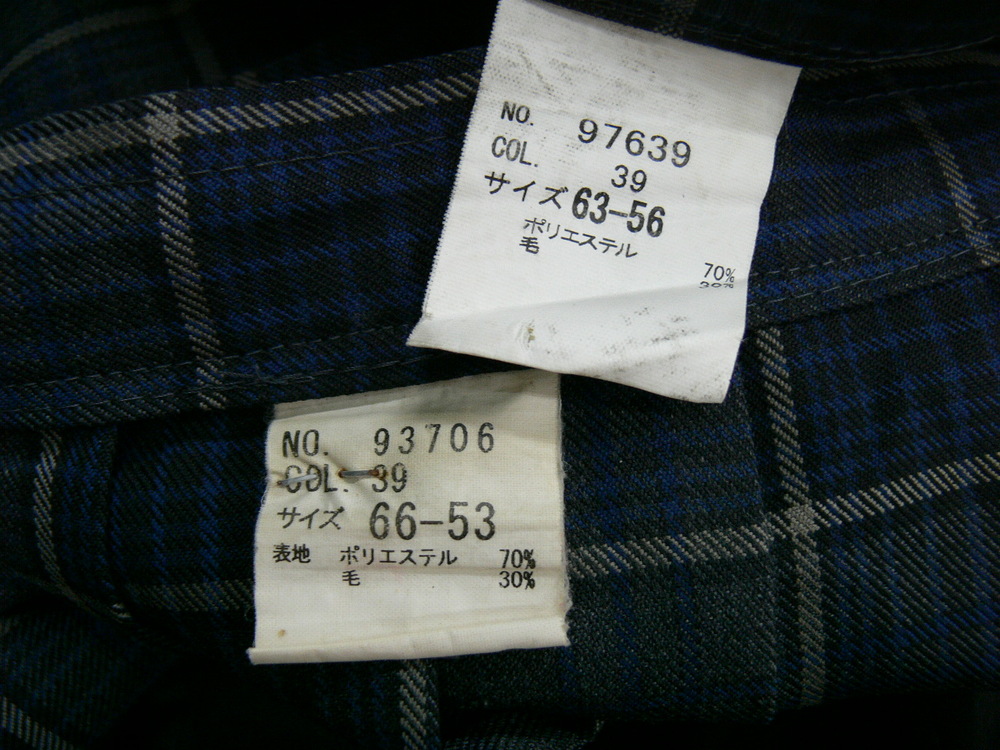 NO. 97639
COL. 39
サイズ 63-56
ポリエステル 70%
毛 30%
NO. 93706
COL. 39
サイズ 66-53
表地 ポリエステル 70%
毛 30%